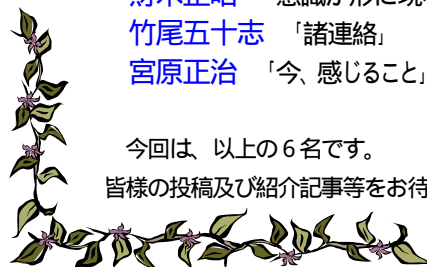 竹尾五十志 「諸連絡」
宮原正治 「今、感じること」
今回は、以上の6名です。
皆様の投稿及び紹介記事等をお待